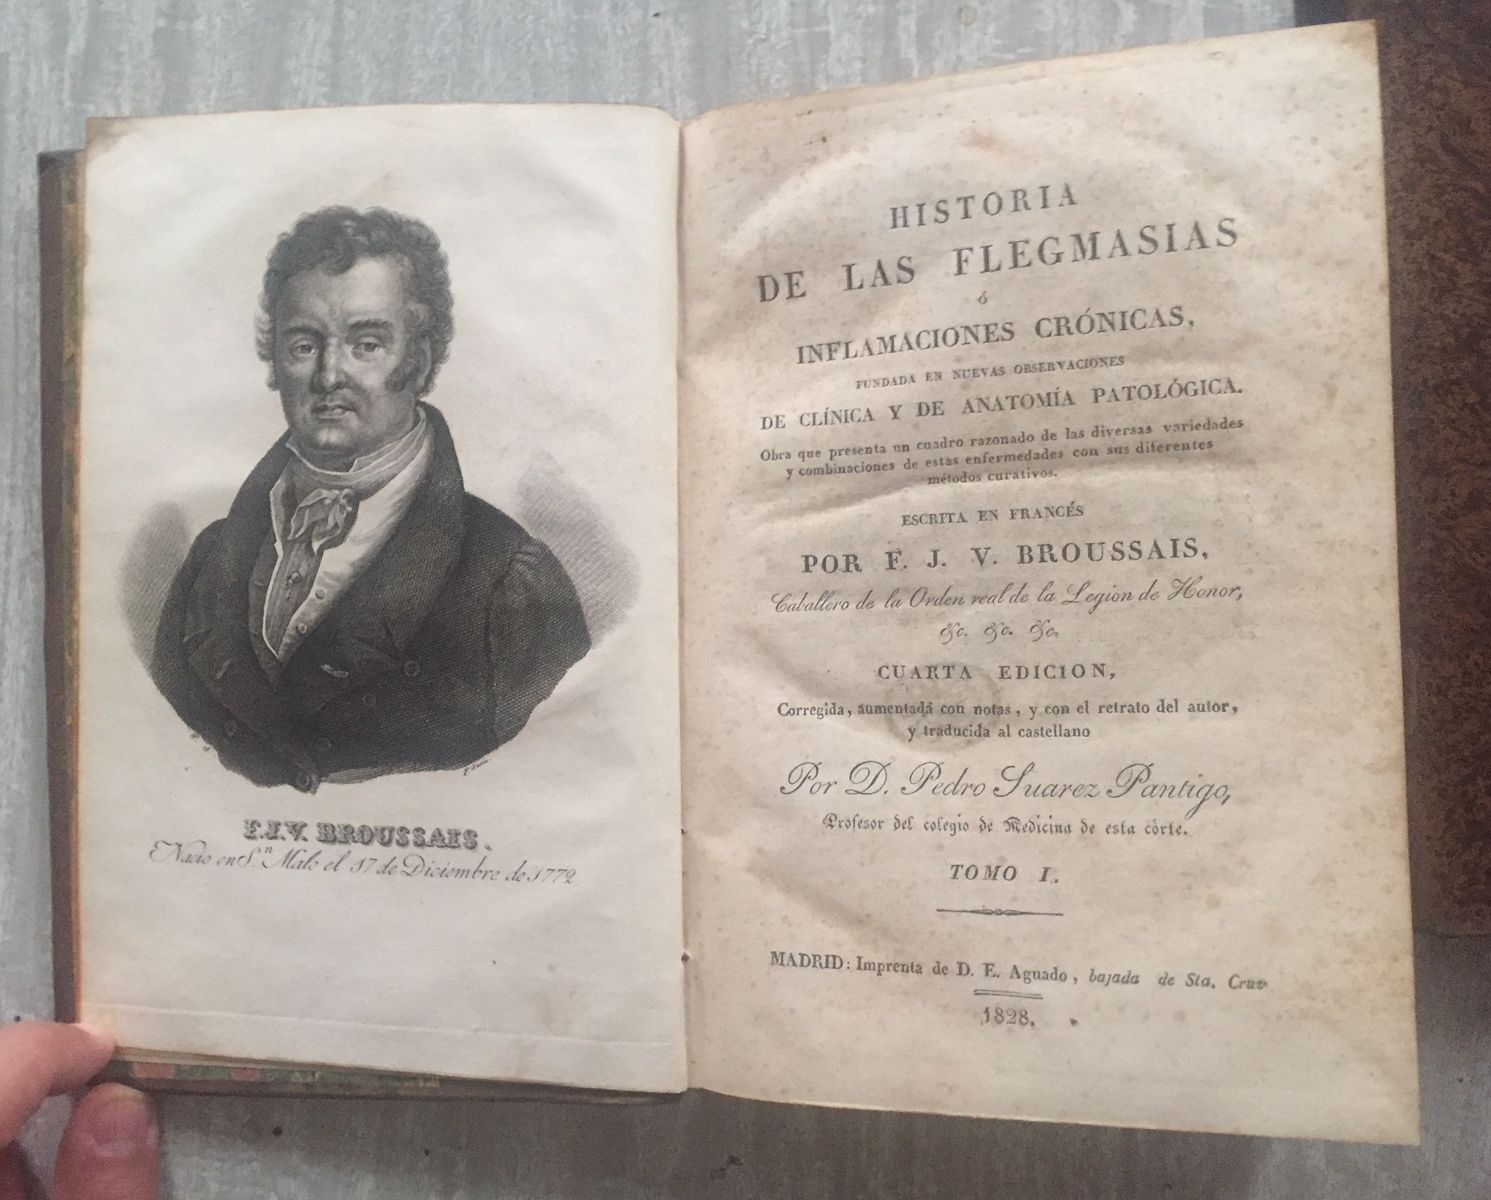 F.J.V. BROUSSAIS.
Nacio en S.n Malo el 17 de Diciembre de 1772
HISTORIA
DE LAS FLEGMASIAS
ó
INFLAMACIONES CRÓNICAS,
FUNDADA EN NUEVAS OBSERVACIONES
DE CLÍNICA Y DE ANATOMÍA PATOLÓGICA.
Obra que presenta un cuadro razonado de las diversas variedades
y combinaciones de estas enfermedades con sus diferentes
métodos curativos.
ESCRITA EN FRANCÉS
POR F. J. V. BROUSSAIS,
Caballero de la Orden real de la Legion de Honor,
&c. &c. &c.
CUARTA EDICION,
Corregida, aumentada con notas, y con el retrato del autor,
y traducida al castellano
Por D. Pedro Suarez Pantigo,
Profesor del colegio de Medicina de esta córte.
TOMO I.
MADRID: Imprenta de D. E. Aguado, bajada de Sta. Cruz
1828.